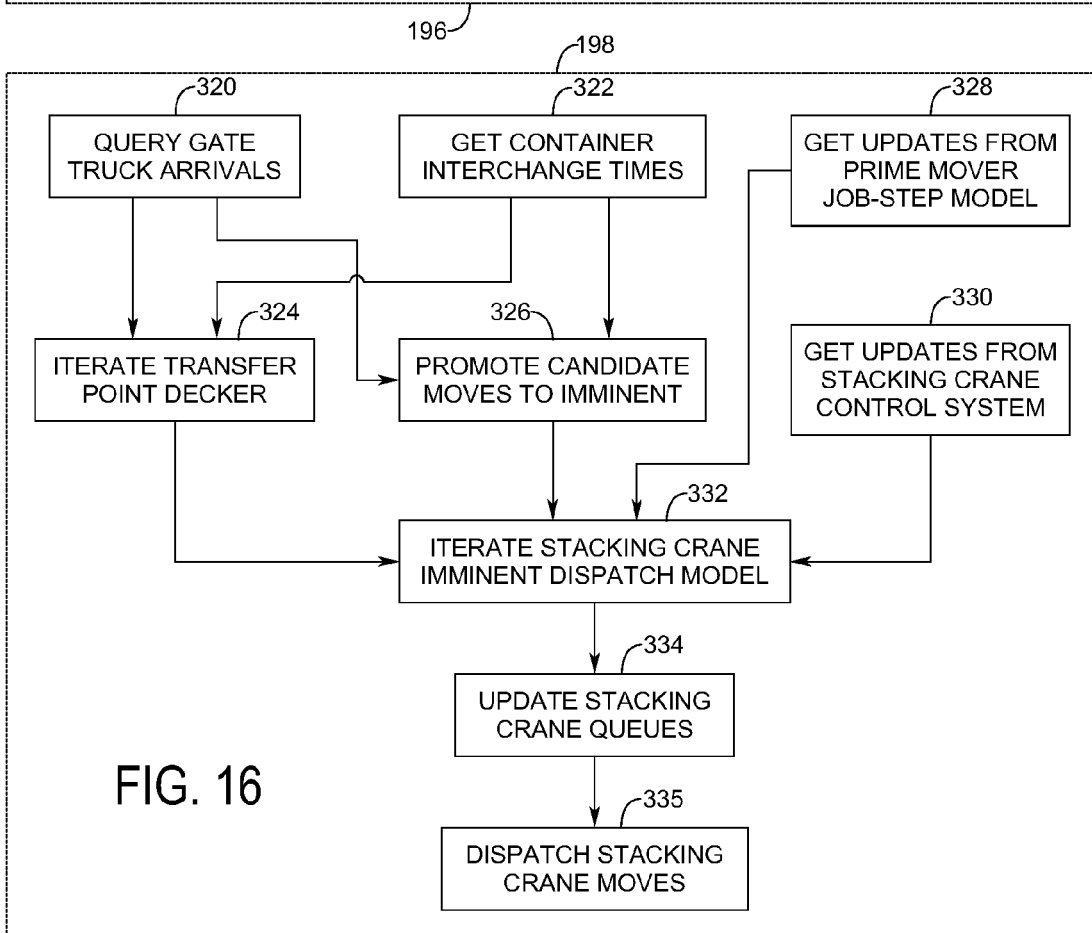 196
198
320
322
328
QUERY GATE
TRUCK ARRIVALS
GET CONTAINER
INTERCHANGE TIMES
GET UPDATES FROM
PRIME MOVER
JOB-STEP MODEL
324
326
330
ITERATE TRANSFER
POINT DECKER
PROMOTE CANDIDATE
MOVES TO IMMINENT
GET UPDATES FROM
STACKING CRANE
CONTROL SYSTEM
332
ITERATE STACKING CRANE
IMMINENT DISPATCH MODEL
334
UPDATE STACKING
CRANE QUEUES
FIG. 16
335
DISPATCH STACKING
CRANE MOVES